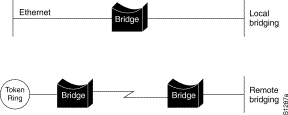 Ethernet
Bridge
Local
bridging
Token
Ring
Bridge
Bridge
Remote
bridging
S1287a